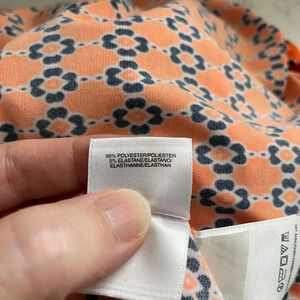 95% POLYESTER/POLIESTER
5% ELASTANE/ELASTANO/
ELASTHANNE/ELASTHAN